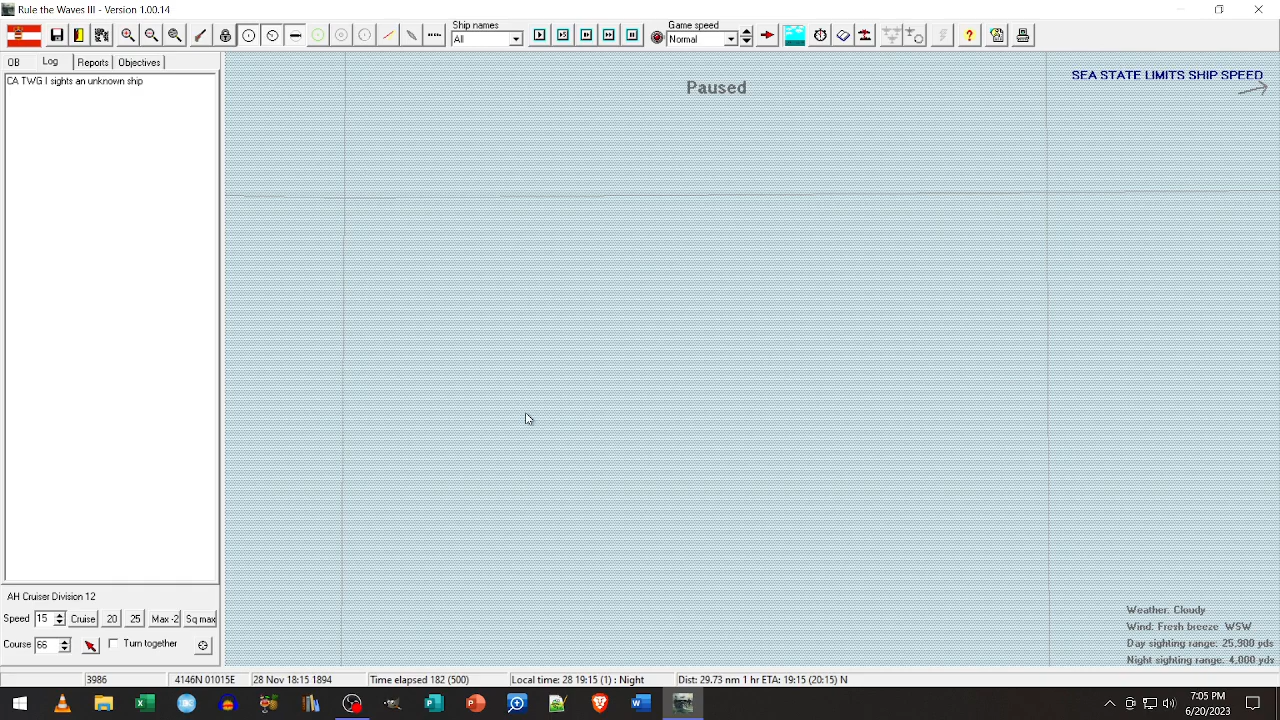 Rule the Waves III - Version 1.00.14
Ship names
All
Game speed
Normal
OB
Log
Reports
Objectives
CA TWG I sights an unknown ship
Paused
SEA STATE LIMITS SHIP SPEED
Weather: Cloudy
Wind: Fresh breeze WSW
Day sighting range: 25,900 yds
Night sighting range: 4,000 yds
AH Cruiser Division 12
Speed 15 Cruise 20 25 Max -2 Sq max
Course 66 Turn together
3986 4146N 01015E 28 Nov 18:15 1894 Time elapsed 182 (500) Local time: 28 19:15 (1) : Night Dist: 29.73 nm 1 hr ETA: 19:15 (20:15) N
7:05 PM
6/20/2023